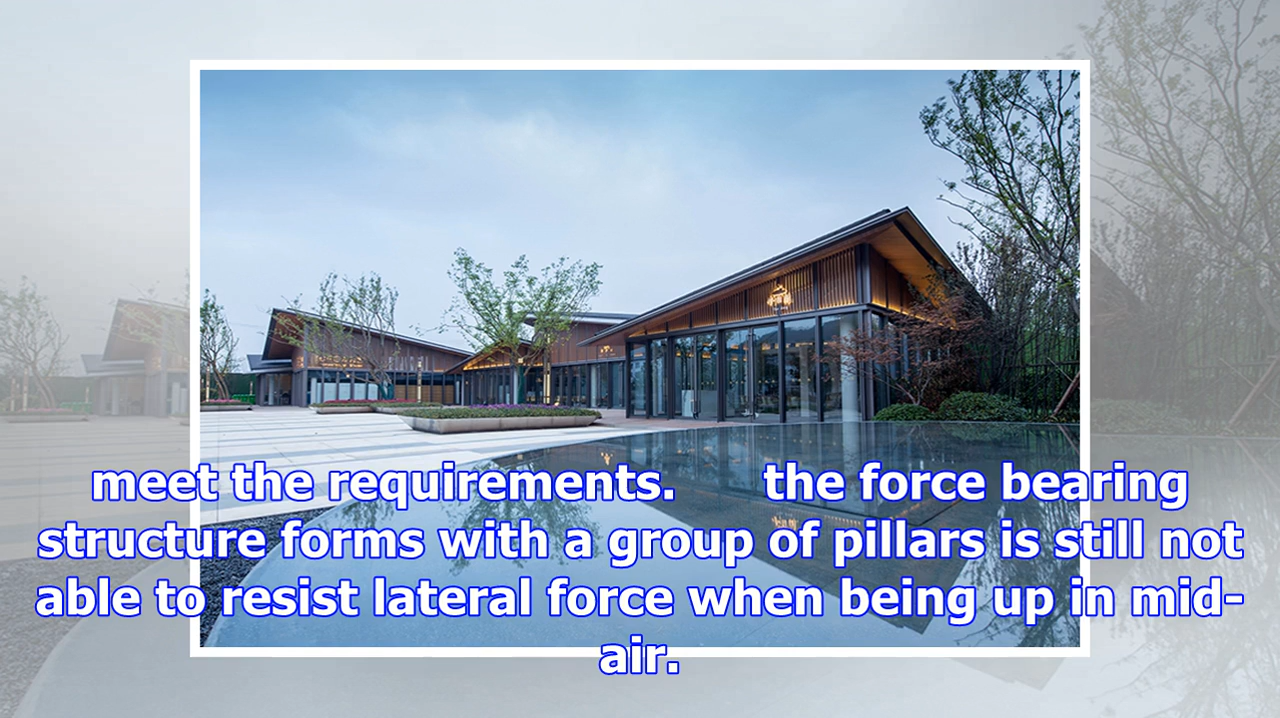 meet the requirements. the force bearing
structure forms with a group of pillars is still not
able to resist lateral force when being up in mid-
air.